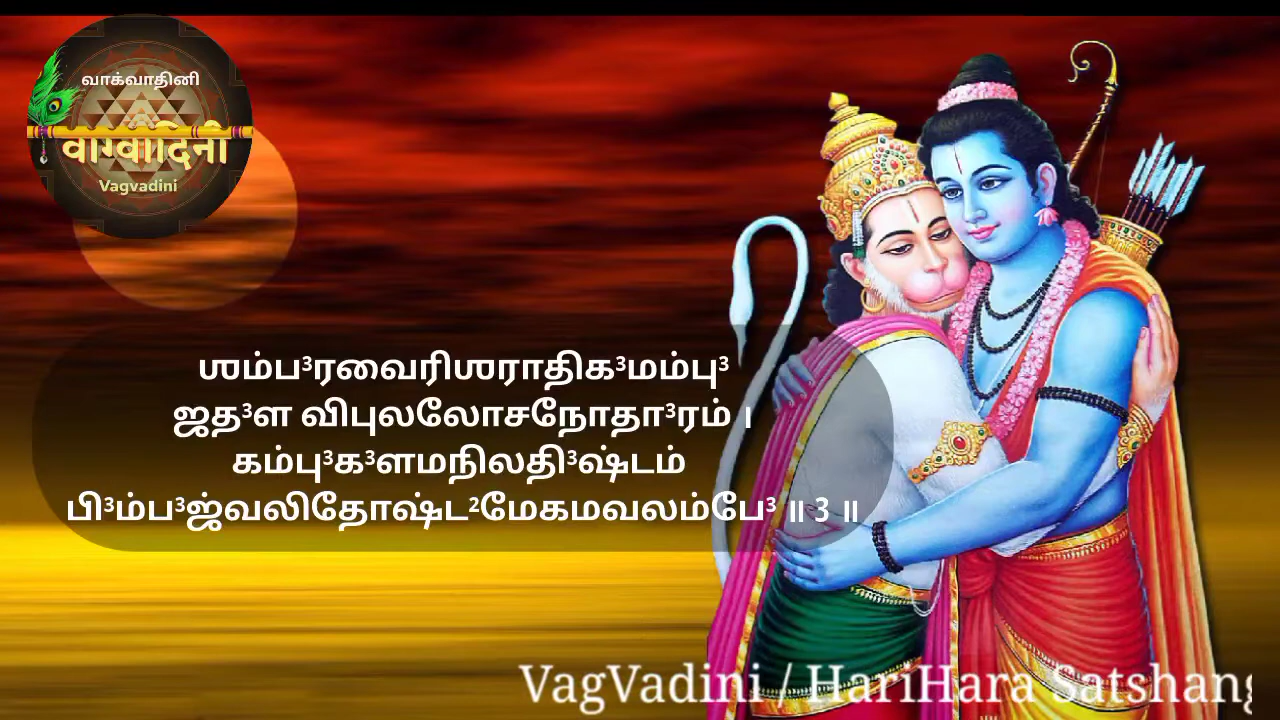 வாக்வாதினி
वाग्वादिनी
Vagvadini
ஶம்ப³ரவைரிஶராதிக³மம்பு³
ஜத³ள விபுலலோசநோதா³ரம் ।
கம்பு³க³ளமநிலதி³ஷ்டம்
பி³ம்ப³ஜ்வலிதோஷ்ட²மேகமவலம்பே³ ॥ 3 ॥
VagVadini / HariHara Satshang